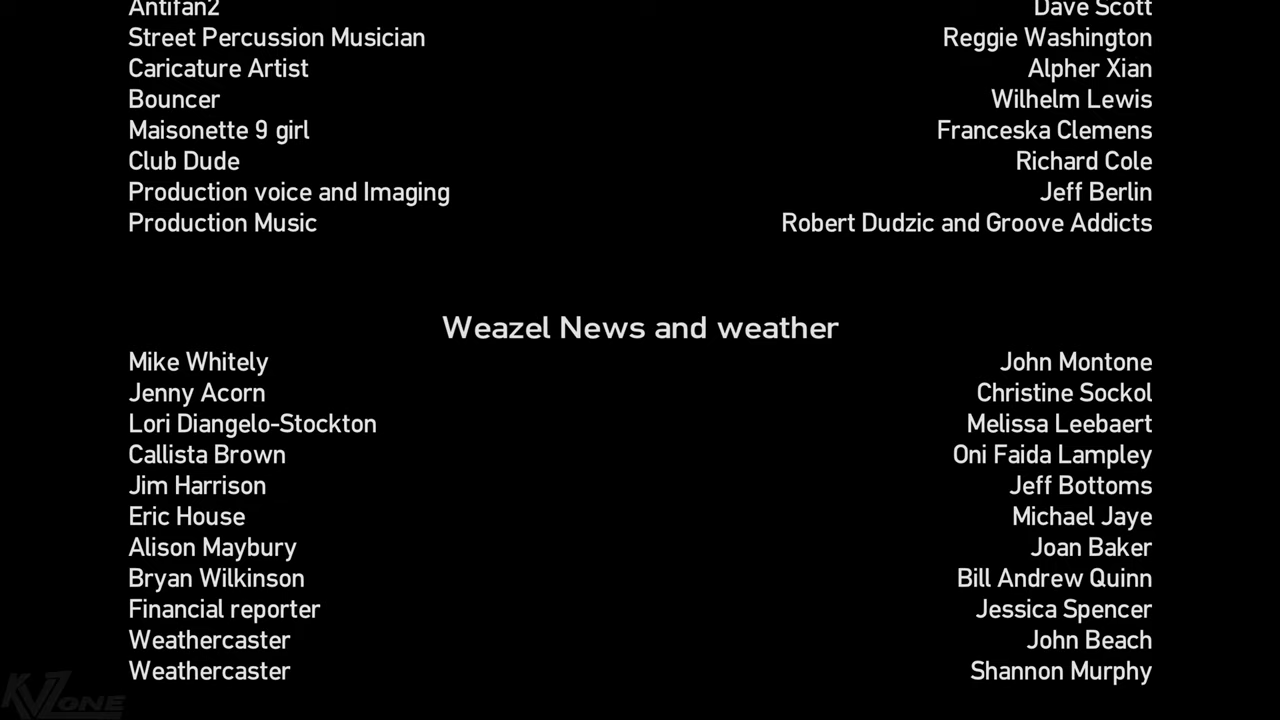 Antifan2 Dave Scott
Street Percussion Musician Reggie Washington
Caricature Artist Alpher Xian
Bouncer Wilhelm Lewis
Maisonette 9 girl Franceska Clemens
Club Dude Richard Cole
Production voice and Imaging Jeff Berlin
Production Music Robert Dudzic and Groove Addicts
Weazel News and weather
Mike Whitely John Montone
Jenny Acorn Christine Sockol
Lori Diangelo-Stockton Melissa Leebaert
Callista Brown Oni Faida Lampley
Jim Harrison Jeff Bottoms
Eric House Michael Jaye
Alison Maybury Joan Baker
Bryan Wilkinson Bill Andrew Quinn
Financial reporter Jessica Spencer
Weathercaster John Beach
Weathercaster Shannon Murphy